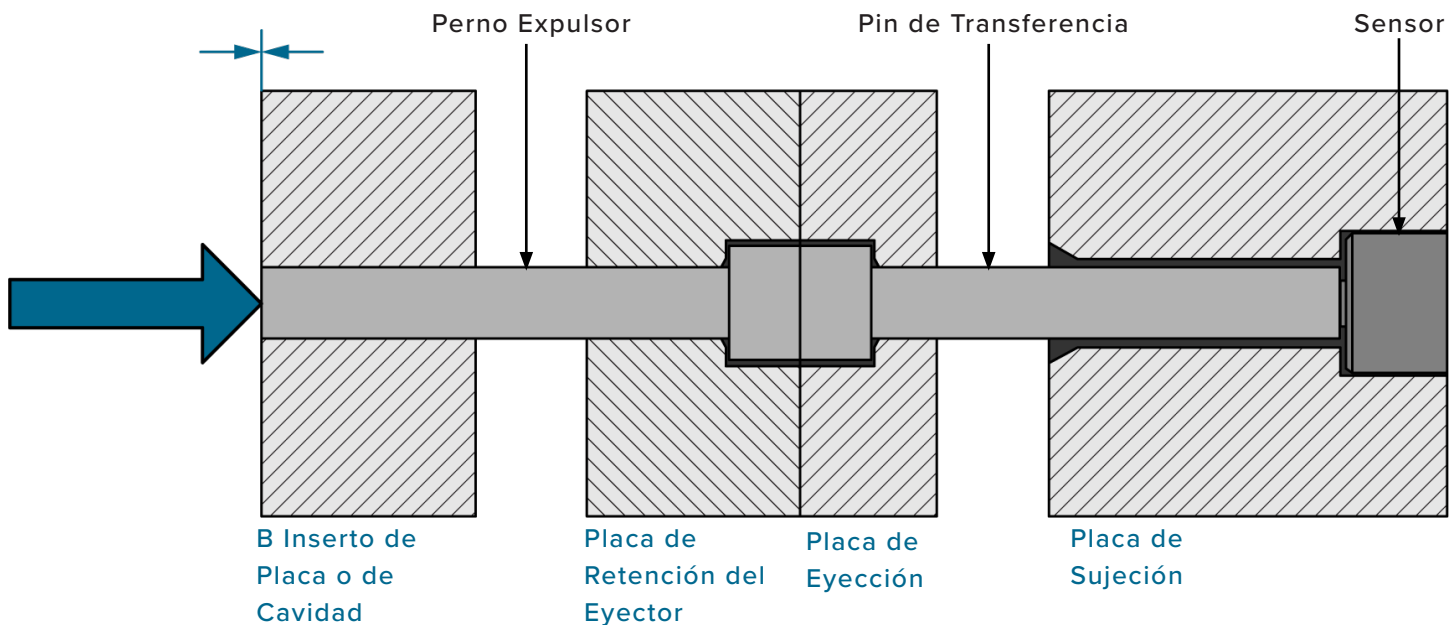 Perno Expulsor
Pin de Transferencia
Sensor
B Inserto de
Placa o de
Cavidad
Placa de
Retención del
Eyector
Placa de
Eyección
Placa de
Sujeción